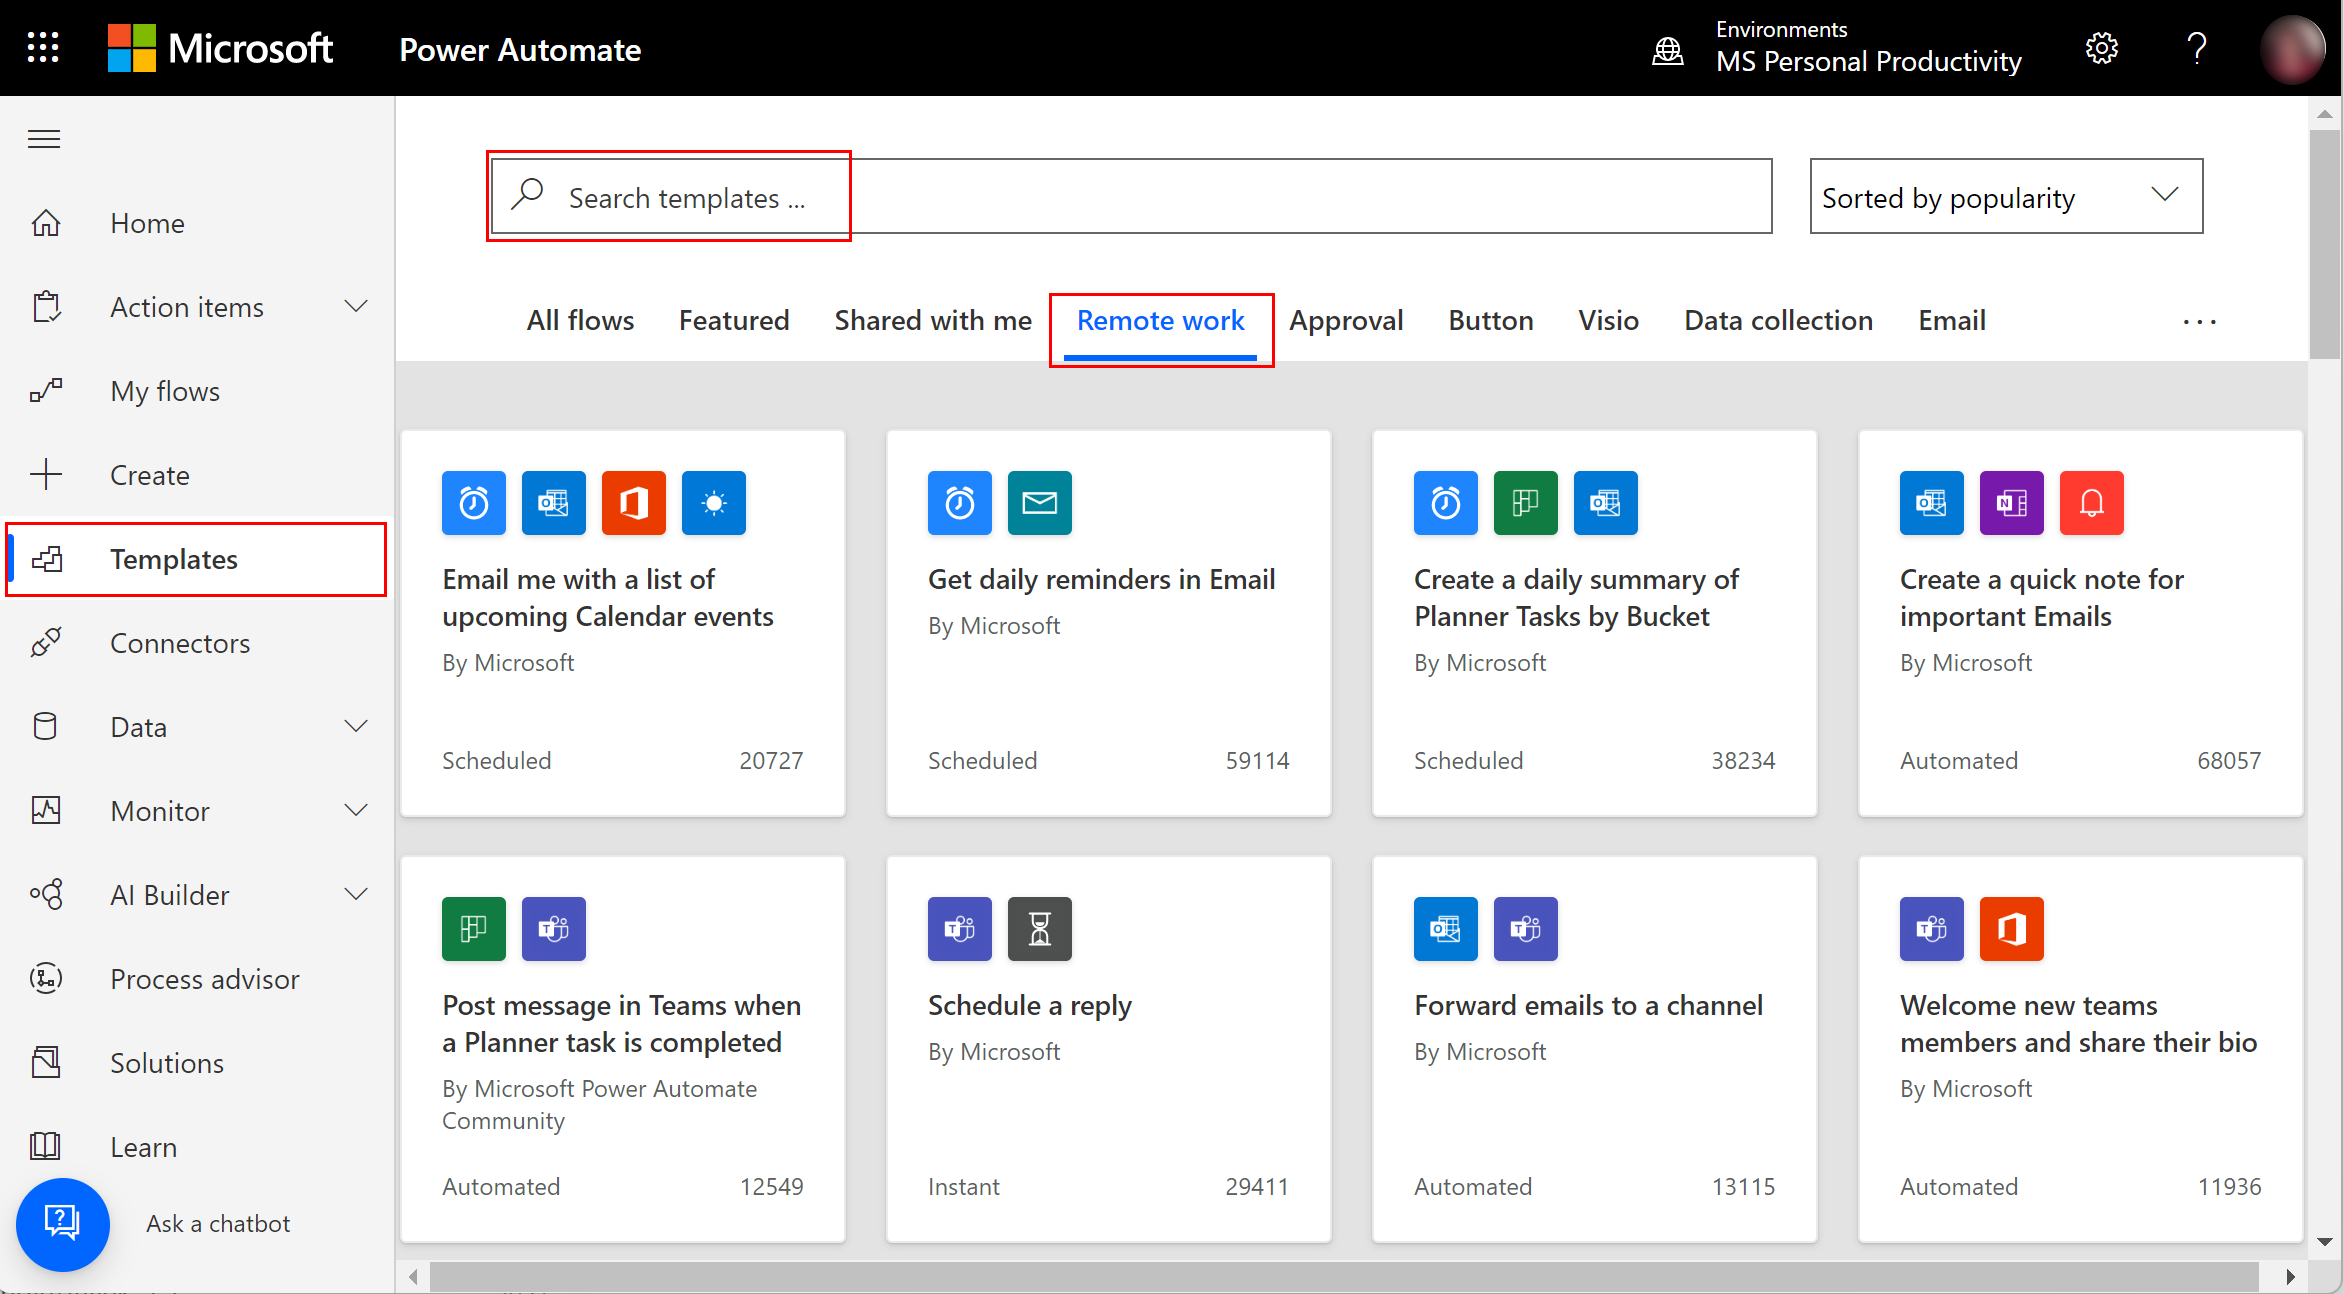 Microsoft
Power Automate
Environments
MS Personal Productivity
Home
Action items
My flows
Create
Templates
Connectors
Data
Monitor
AI Builder
Process advisor
Solutions
Learn
Ask a chatbot
Search templates ...
Sorted by popularity
All flows Featured Shared with me Remote work Approval Button Visio Data collection Email ...
Email me with a list of
upcoming Calendar events
By Microsoft
Scheduled 20727
Get daily reminders in Email
By Microsoft
Scheduled 59114
Create a daily summary of
Planner Tasks by Bucket
By Microsoft
Scheduled 38234
Create a quick note for
important Emails
By Microsoft
Automated 68057
Post message in Teams when
a Planner task is completed
By Microsoft Power Automate
Community
Automated 12549
Schedule a reply
By Microsoft
Instant 29411
Forward emails to a channel
By Microsoft
Automated 13115
Welcome new teams
members and share their bio
By Microsoft
Automated 11936